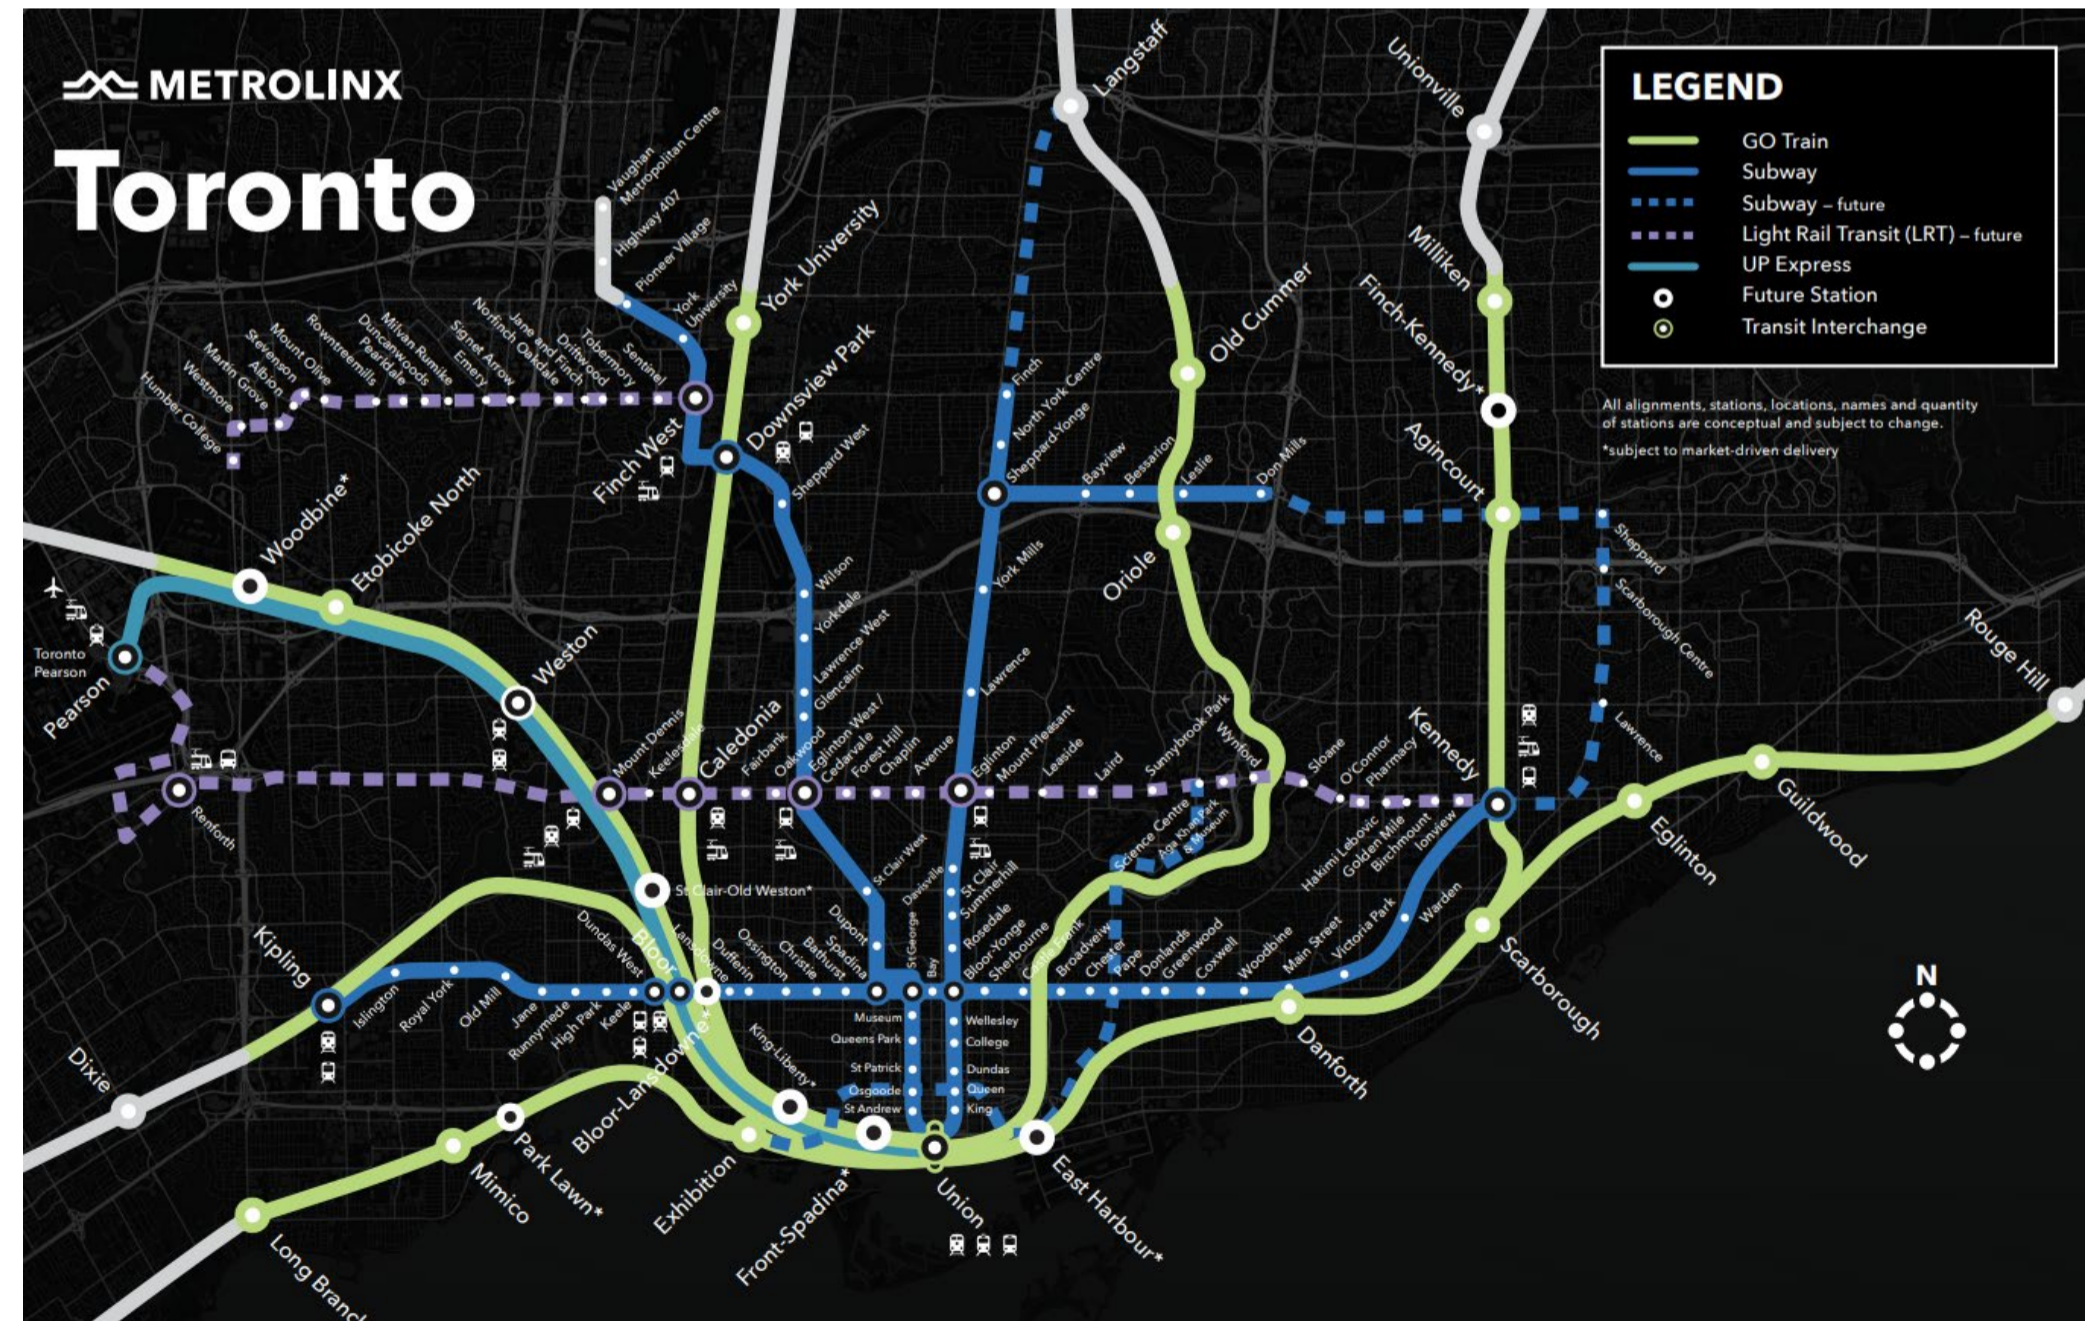 METROLINX
Toronto
LEGEND
GO Train
Subway
Subway – future
Light Rail Transit (LRT) – future
UP Express
Future Station
Transit Interchange
All alignments, stations, locations, names and quantity
of stations are conceptual and subject to change.
*subject to market-driven delivery
Langstaff
Unionville
Vaughan
Metropolitan Centre
Highway 407
Pioneer Village
York
University
York University
Milliken
Old Cummer
Finch-Kennedy*
Humber College
Westmore
Martin Grove
Albion
Stevenson
Mount Olive
Rowntreemills
Pearldale
Duncanwoods
Milvan Rumike
Emery
Signet Arrow
Norfinch Oakdale
Jane and Finch
Driftwood
Tobermory
Sentinel
Finch West
Downsview Park
Sheppard West
Finch
North York Centre
Sheppard-Yonge
Bayview
Bessarion
Leslie
Don Mills
Agincourt
Sheppard
Scarborough Centre
Lawrence
Woodbine*
Etobicoke North
Weston
Toronto
Pearson
Pearson
Renforth
Wilson
Yorkdale
Lawrence West
Glencairn
York Mills
Lawrence
Oriole
Rouge Hill
Mount Dennis
Keelesdale
Caledonia
Fairbank
Oakwood
Eglinton West /
Cedarvale
Forest Hill
Chaplin
Avenue
Eglinton
Mount Pleasant
Leaside
Laird
Sunnybrook Park
Wynford
Sloane
O'Connor
Pharmacy
Kennedy
Science Centre
Aga Khan Park
& Museum
Hakimi Lebovic
Golden Mile
Birchmount
Ionview
Eglinton
Guildwood
St Clair-Old Weston*
St Clair West
Davisville
St Clair
Summerhill
Rosedale
Kipling
Islington
Royal York
Old Mill
Jane
Runnymede
High Park
Keele
Dundas West
Bloor
Lansdowne
Dufferin
Ossington
Christie
Bathurst
Spadina
Dupont
St George
Bay
Bloor-Yonge
Sherbourne
Castle Frank
Broadveiw
Chester
Pape
Donlands
Greenwood
Coxwell
Woodbine
Main Street
Victoria Park
Warden
Scarborough
Danforth
N
Dixie
Bloor-Lansdowne*
King-Liberty*
Museum
Queens Park
St Patrick
Osgoode
St Andrew
Wellesley
College
Dundas
Queen
King
Park Lawn*
Mimico
Long Branch
Exhibition
Front-Spadina*
Union
East Harbour*